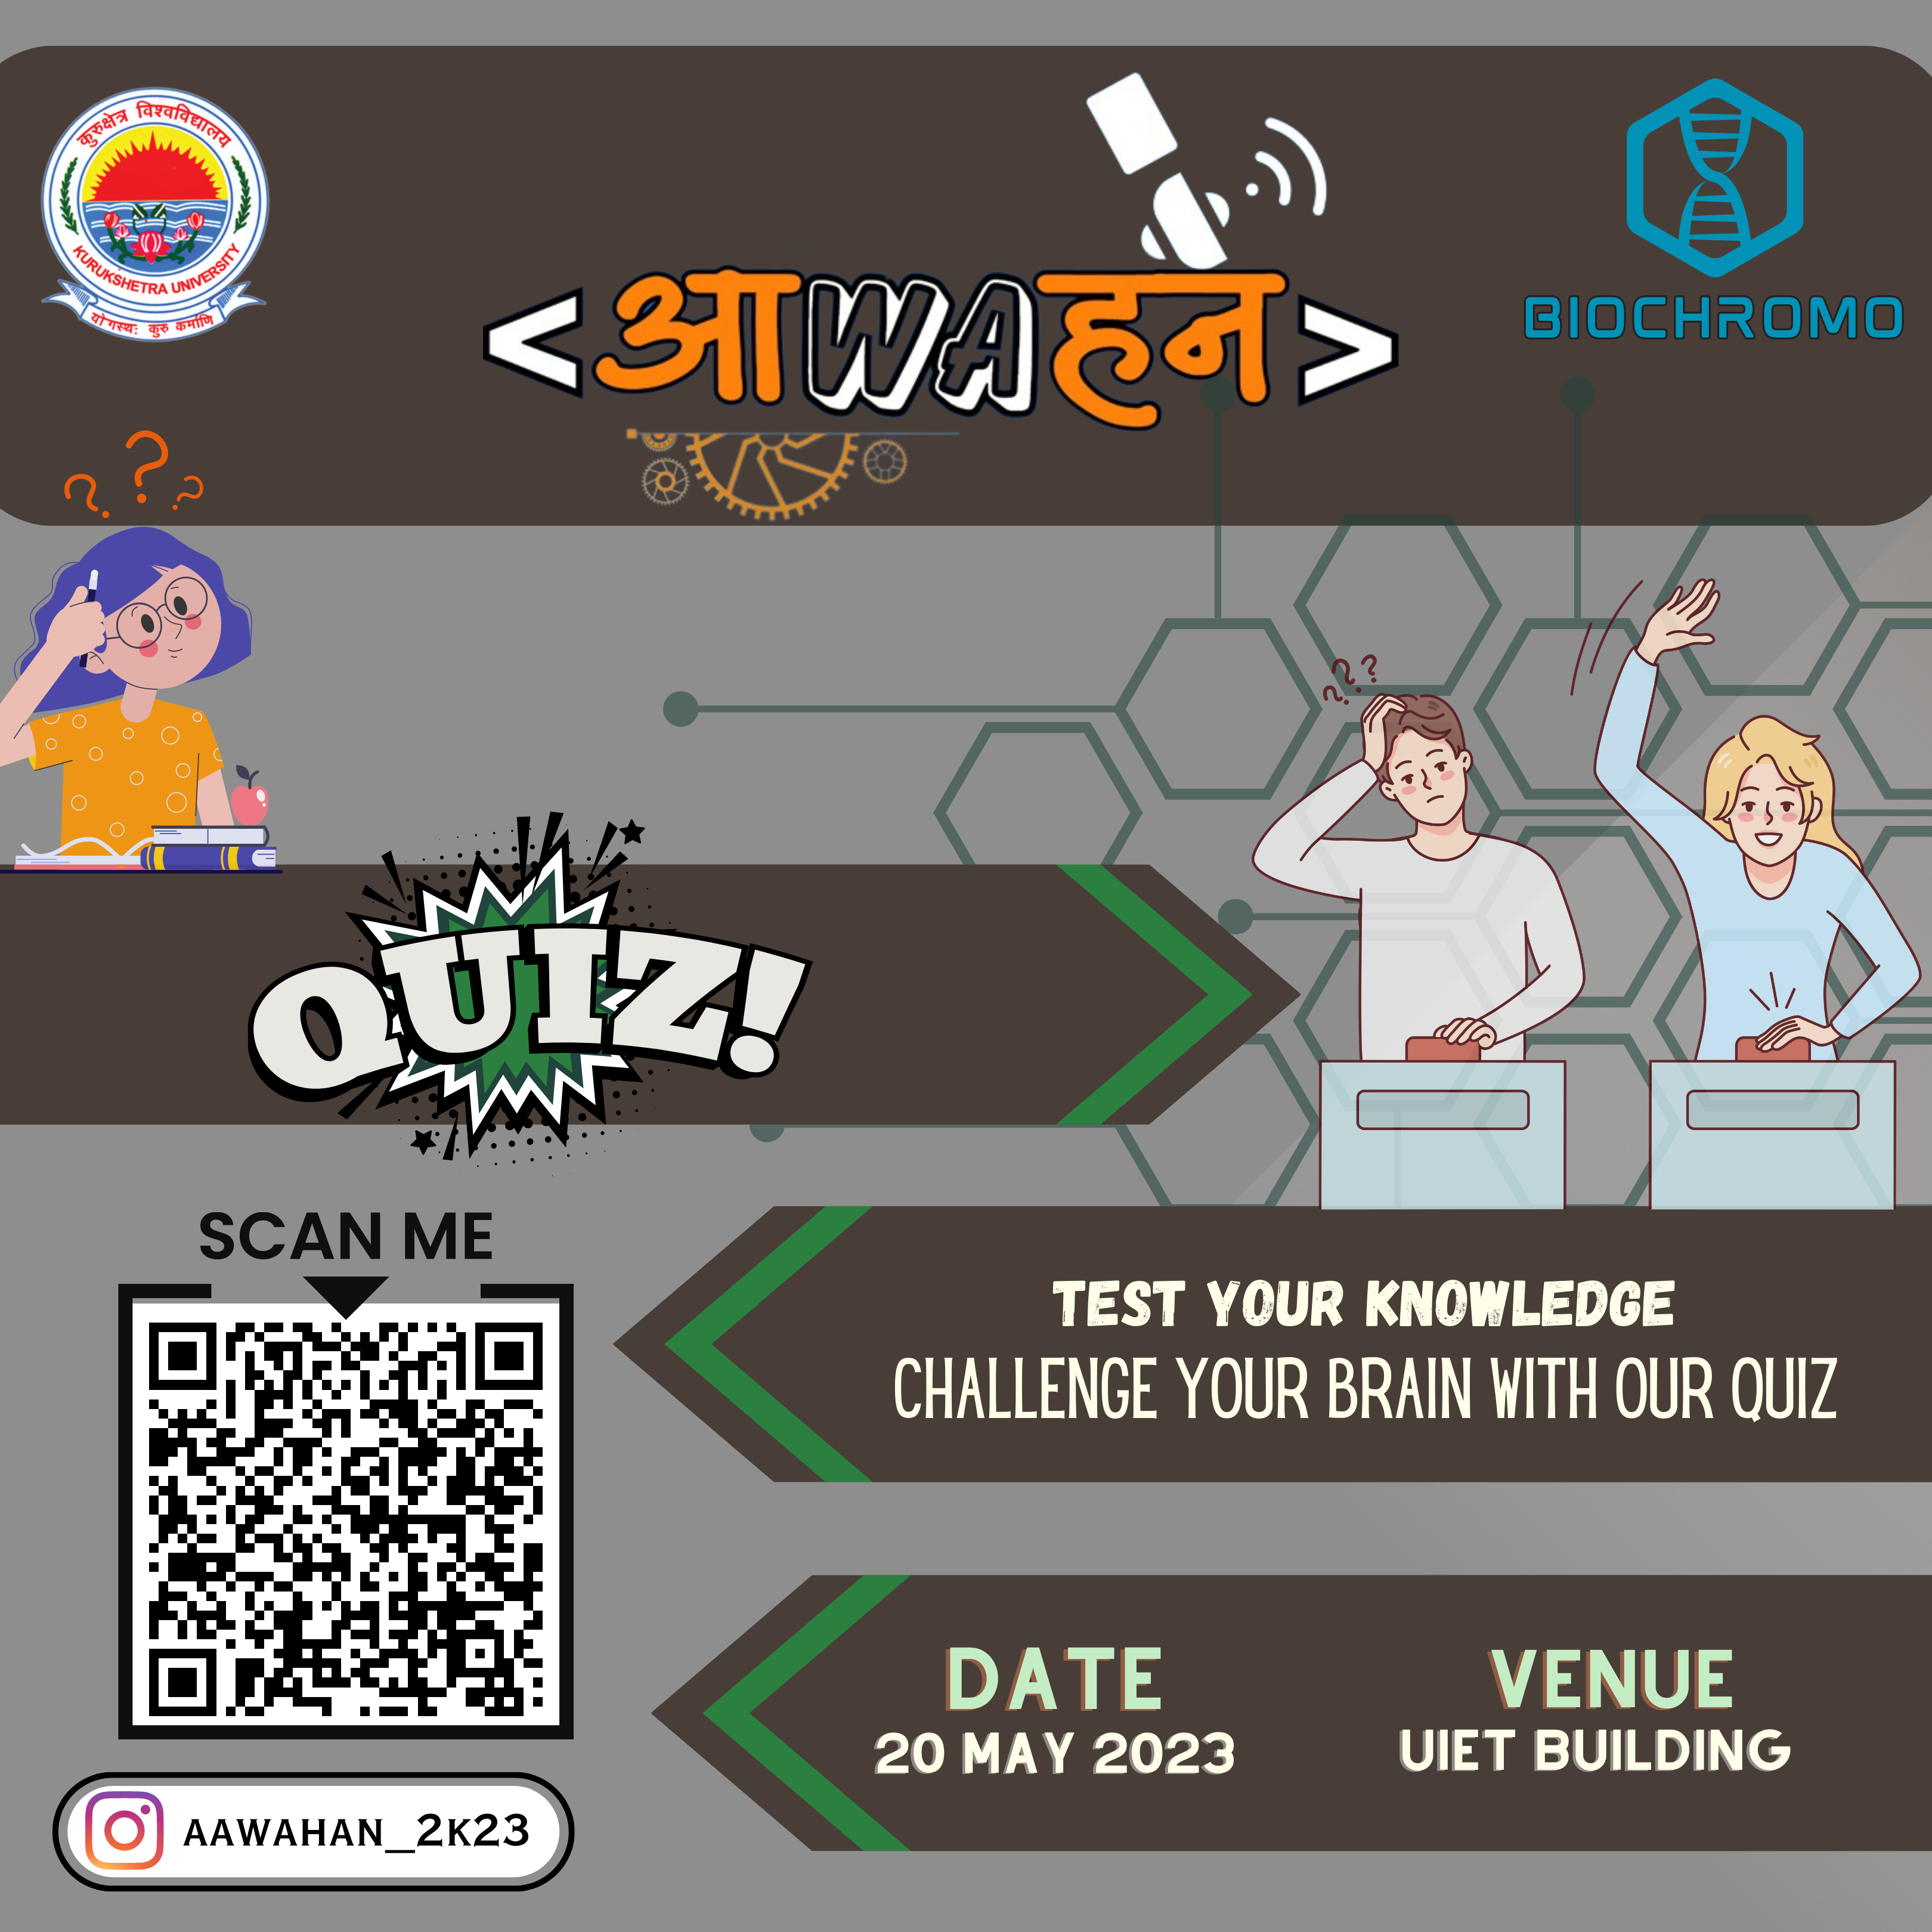 कुरुक्षेत्र विश्वविद्यालय
KURUKSHETRA UNIVERSITY
योगस्थः कुरु कर्माणि
<आWAहन>
BIOCHROMO
QUIZ!
SCAN ME
TEST YOUR KNOWLEDGE
CHALLENGE YOUR BRAIN WITH OUR QUIZ
DATE
20 MAY 2023
VENUE
UIET BUILDING
AAWAHAN_2K23